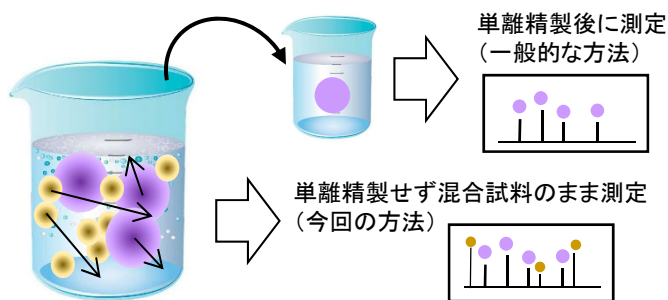 単離精製後に測定
（一般的な方法）
単離精製せず混合試料のまま測定
（今回の方法）